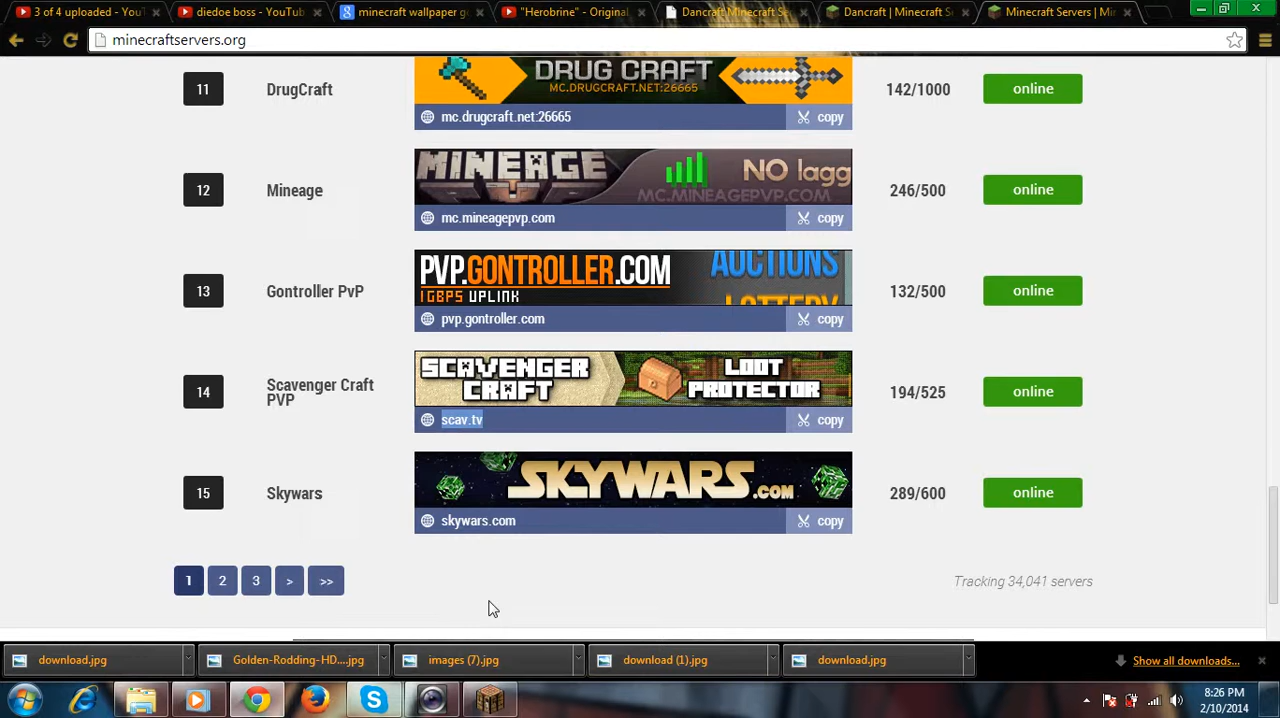 3 of 4 uploaded - YouT
diedoe boss - YouTube
minecraft wallpaper g
"Herobrine" - Original
Dancraft Minecraft Se
Dancraft | Minecraft S
Minecraft Servers | Mi
minecraftservers.org
11
DrugCraft
DRUG CRAFT
MC.DRUGCRAFT.NET:26665
142/1000
online
mc.drugcraft.net:26665
copy
12
Mineage
MINEAGE
NO lagg
MC.MINEAGEPVP.COM
246/500
online
mc.mineagepvp.com
copy
13
Gontroller PvP
PVP.GONTROLLER.COM
1GBPS UPLINK
AUCTIONS
LOTTERY
132/500
online
pvp.gontroller.com
copy
14
Scavenger Craft
PVP
SCAVENGER
CRAFT
LOOT
PROTECTOR
194/525
online
scav.tv
copy
15
Skywars
SKYWARS.COM
289/600
online
skywars.com
copy
1 2 3 > >>
Tracking 34,041 servers
download.jpg
Golden-Rodding-HD....jpg
images (7).jpg
download (1).jpg
download.jpg
Show all downloads...
8:26 PM
2/10/2014